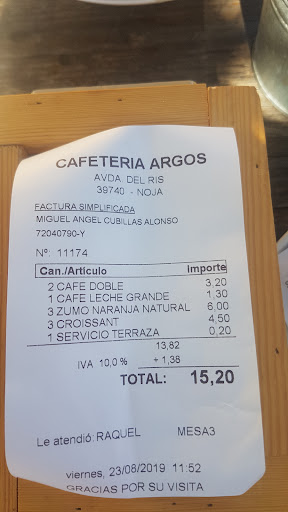 CAFETERIA ARGOS
AVDA. DEL RIS
39740 - NOJA
FACTURA SIMPLIFICADA
MIGUEL ANGEL CUBILLAS ALONSO
72040790-Y
Nº: 11174
Can./Artículo importe
2 CAFE DOBLE 3,20
1 CAFE LECHE GRANDE 1,30
3 ZUMO NARANJA NATURAL 6,00
3 CROISSANT 4,50
1 SERVICIO TERRAZA 0,20
13,82
IVA 10,0 % + 1,38
TOTAL: 15,20
Le atendió: RAQUEL MESA3
viernes, 23/08/2019 11:52
GRACIAS POR SU VISITA